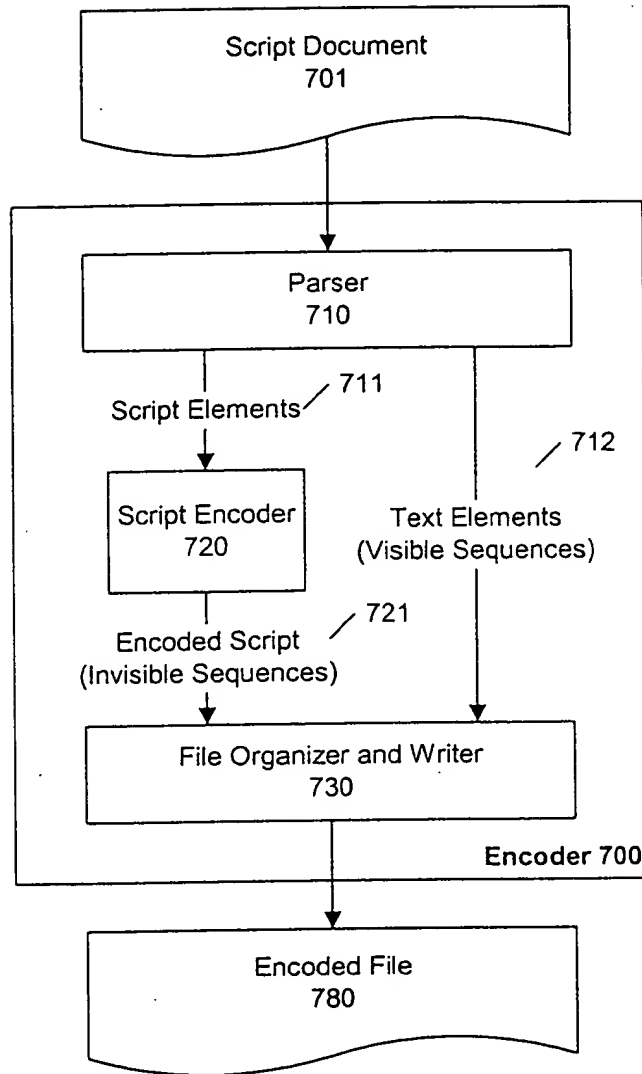 Script Document
701
Parser
710
711
Script Elements
712
Script Encoder
720
Text Elements
(Visible Sequences)
721
Encoded Script
(Invisible Sequences)
File Organizer and Writer
730
Encoder 700
Encoded File
780